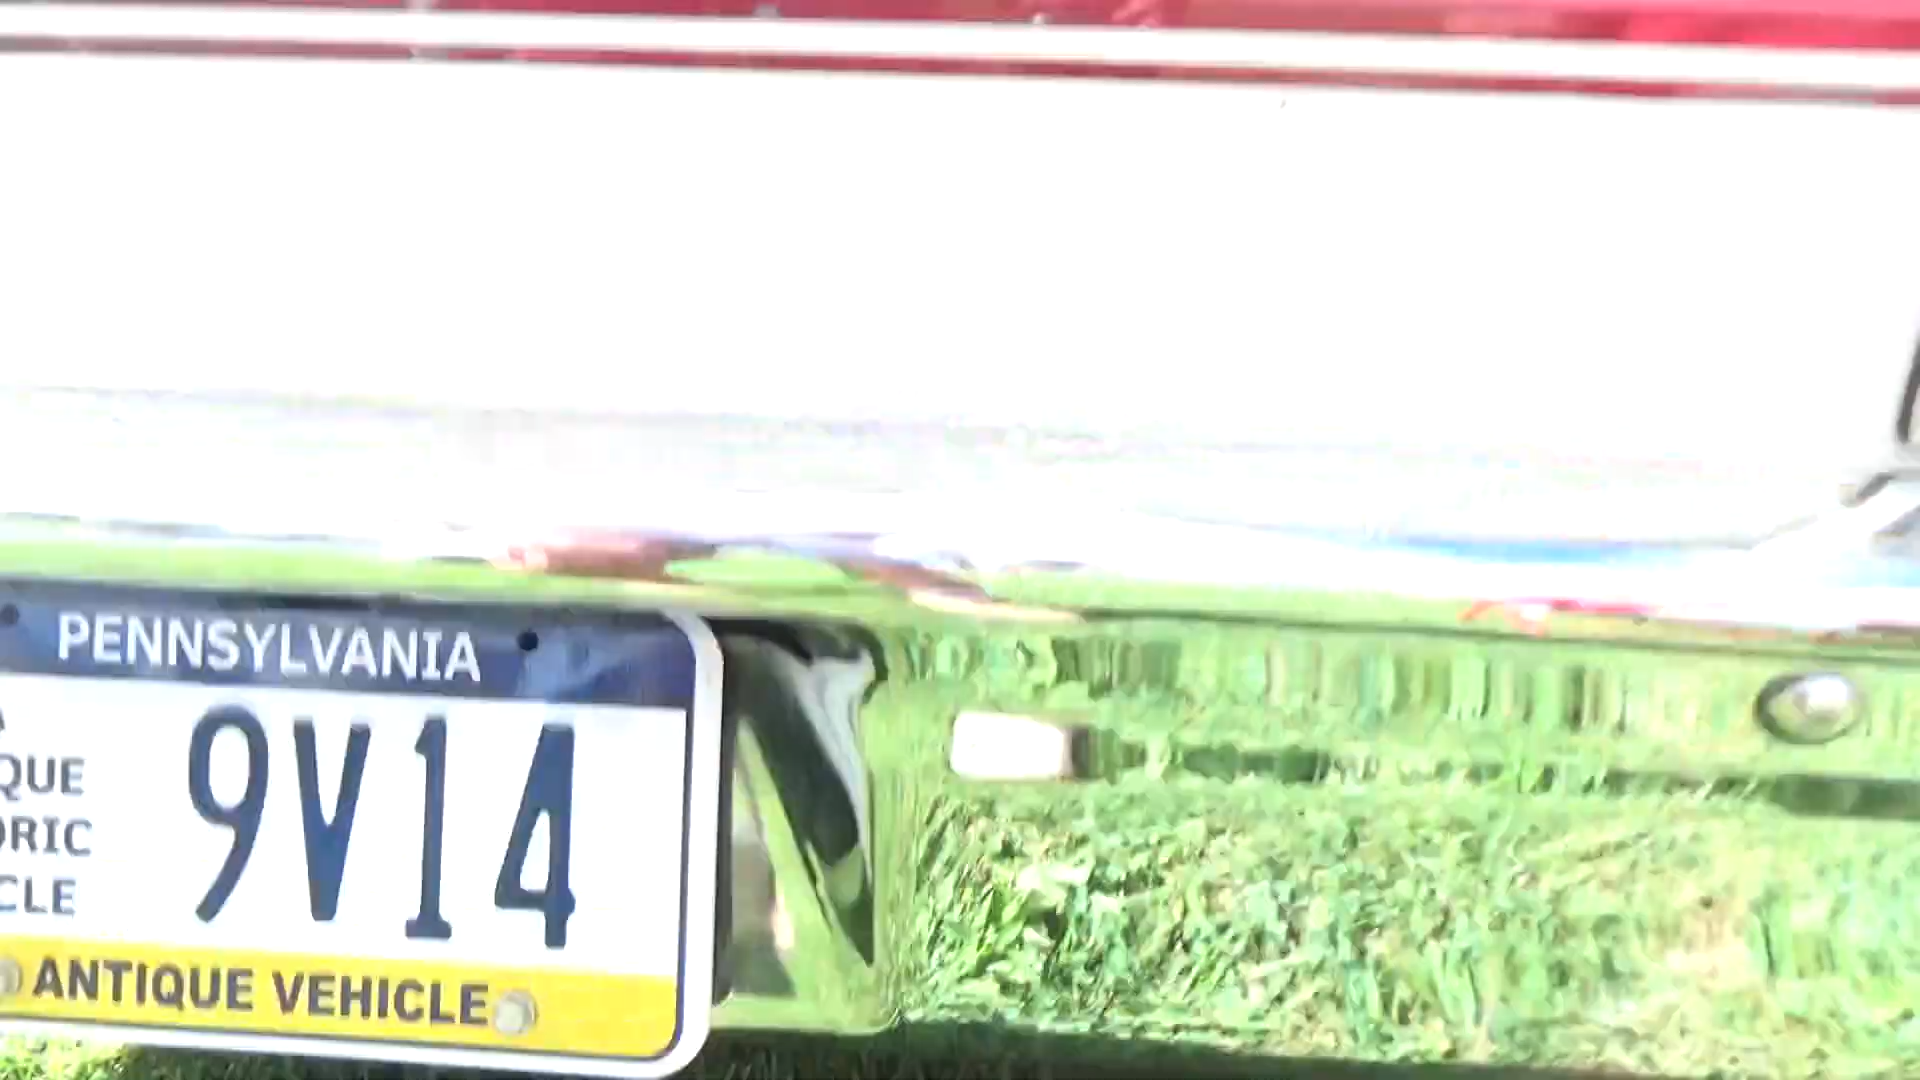 PENNSYLVANIA
QUE
ORIC
CLE
9V14
ANTIQUE VEHICLE